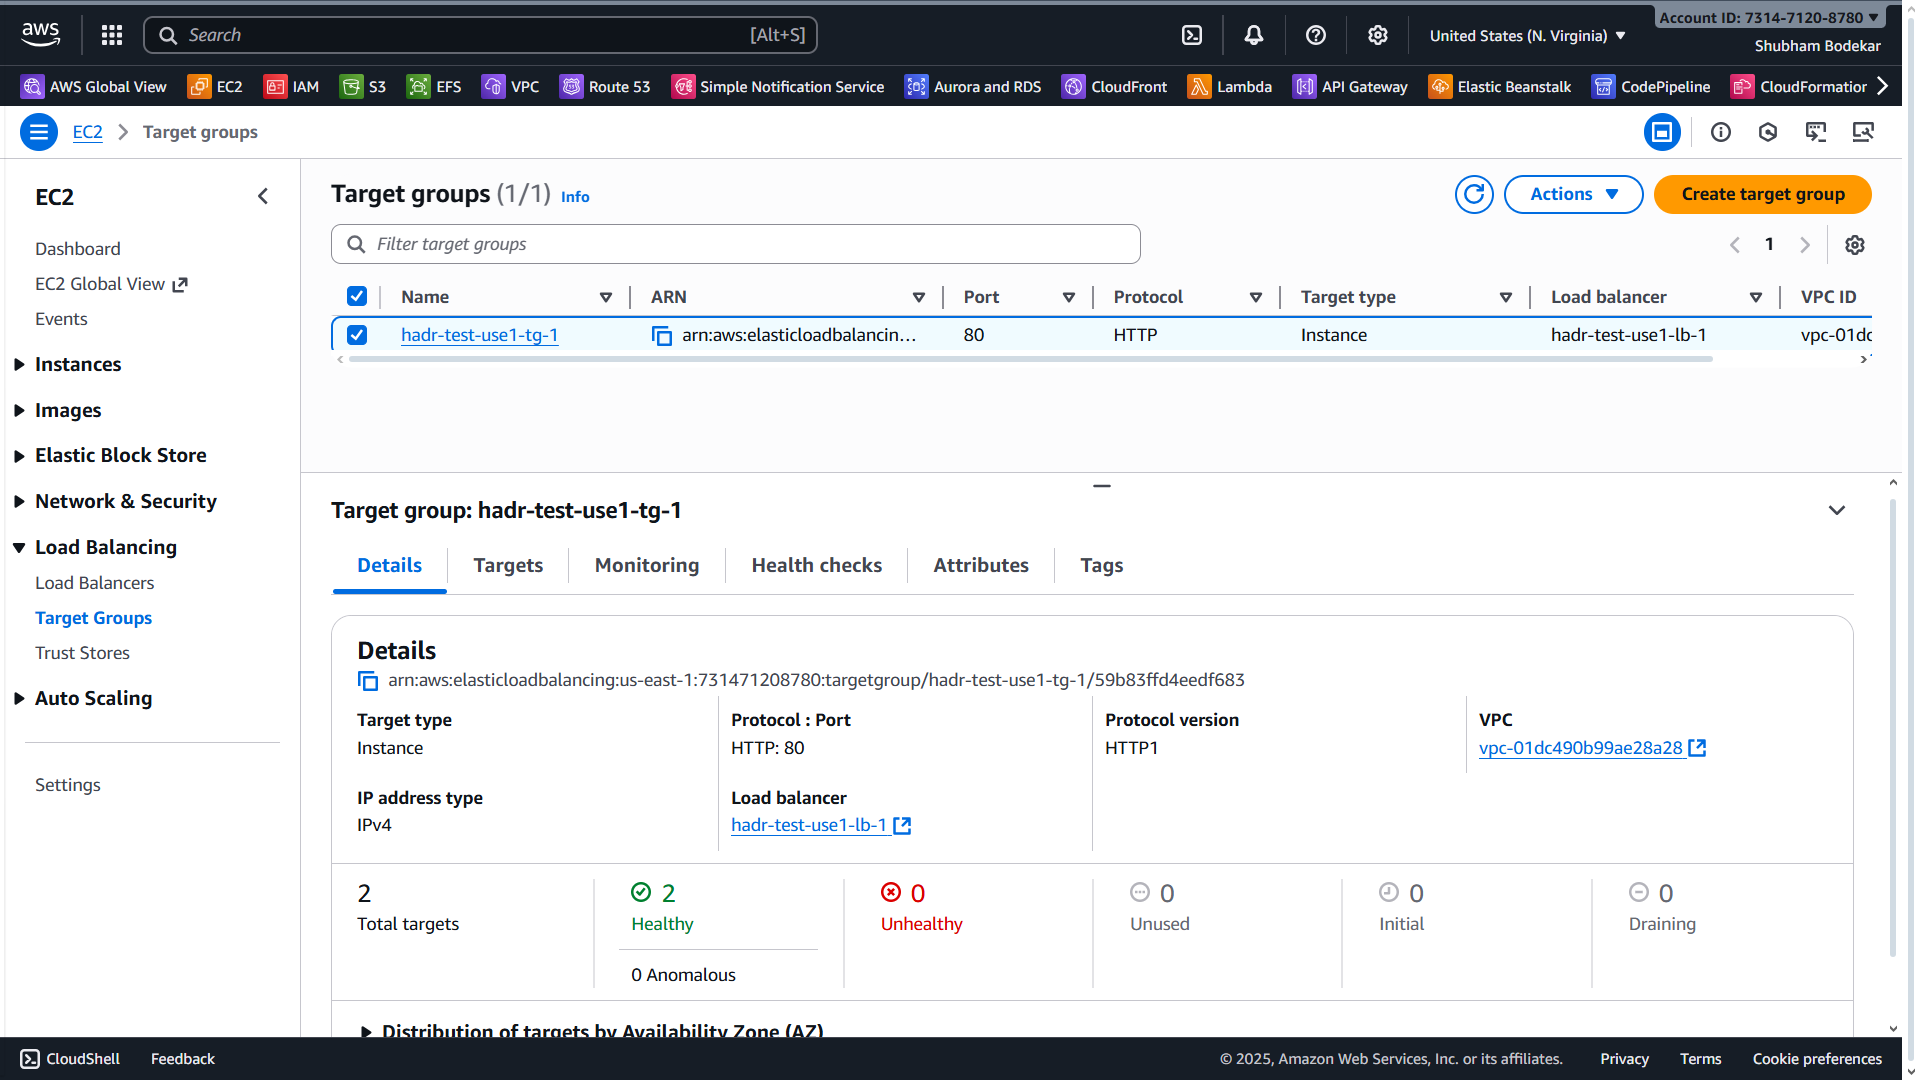 aws
Search [Alt+S]
United States (N. Virginia)
Account ID: 7314-7120-8780
Shubham Bodekar
AWS Global View EC2 IAM S3 EFS VPC Route 53 Simple Notification Service Aurora and RDS CloudFront Lambda API Gateway Elastic Beanstalk CodePipeline CloudFormation
EC2 Target groups
EC2
Dashboard
EC2 Global View
Events
Instances
Images
Elastic Block Store
Network & Security
Load Balancing
Load Balancers
Target Groups
Trust Stores
Auto Scaling
Settings
Target groups (1/1) Info
Actions
Create target group
Filter target groups
1
Name ARN Port Protocol Target type Load balancer VPC ID
hadr-test-use1-tg-1 arn:aws:elasticloadbalancin... 80 HTTP Instance hadr-test-use1-lb-1 vpc-01dc
Target group: hadr-test-use1-tg-1
Details Targets Monitoring Health checks Attributes Tags
Details
arn:aws:elasticloadbalancing:us-east-1:731471208780:targetgroup/hadr-test-use1-tg-1/59b83ffd4eedf683
Target type
Instance
Protocol : Port
HTTP: 80
Protocol version
HTTP1
VPC
vpc-01dc490b99ae28a28
IP address type
IPv4
Load balancer
hadr-test-use1-lb-1
2
Total targets
2
Healthy
0 Anomalous
0
Unhealthy
0
Unused
0
Initial
0
Draining
Distribution of targets by Availability Zone (AZ)
CloudShell Feedback © 2025, Amazon Web Services, Inc. or its affiliates. Privacy Terms Cookie preferences